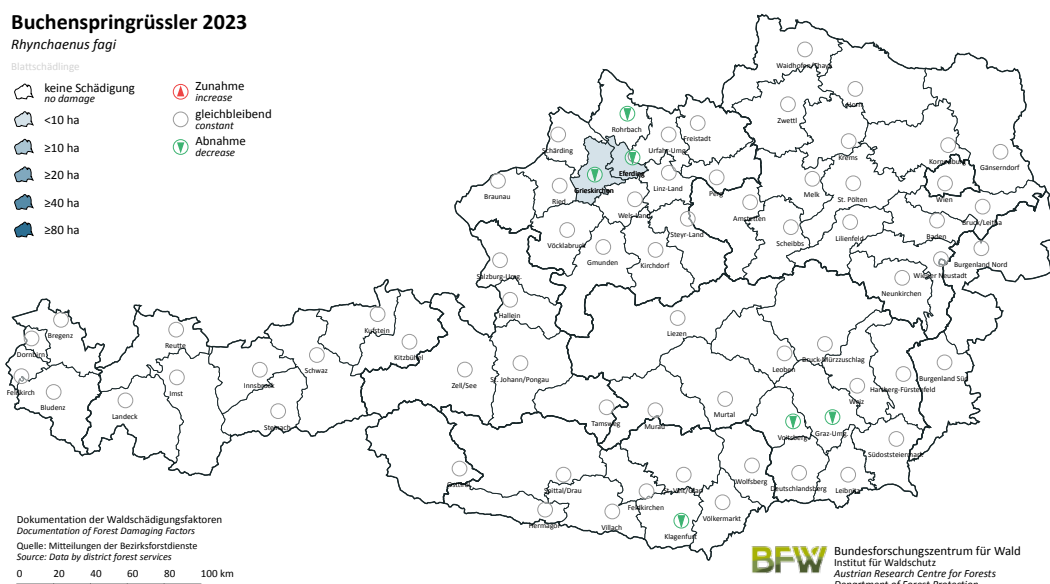 Buchenspringrüssler 2023
Rhynchaenus fagi
Blattschädlinge
keine Schädigung
no damage
<10 ha
≥10 ha
≥20 ha
≥40 ha
≥80 ha
Zunahme
increase
gleichbleibend
constant
Abnahme
decrease
Waidhofen/Thaya
Horn
Zwettl
Rohrbach
Freistadt
Schärding
Urfahr-Umg.
Krems
Korneuburg
Gänserndorf
Eferding
Grieskirchen
Linz-Land
Perg
Melk
St. Pölten
Wien
Braunau
Ried
Wels-Land
Amstetten
Bruck/Leitha
Steyr-Land
Scheibbs
Lilienfeld
Baden
Vöcklabruck
Gmunden
Kirchdorf
Burgenland Nord
Salzburg-Umg.
Wiener Neustadt
Neunkirchen
Hallein
Liezen
Bregenz
Kufstein
Reutte
Dornbirn
Kitzbühel
Bruck-Mürzzuschlag
Schwaz
Leoben
Zell/See
St. Johann/Pongau
Burgenland Süd
Innsbruck
Feldkirch
Imst
Hartberg-Fürstenfeld
Weiz
Bludenz
Landeck
Murtal
Steinach
Tamsweg
Murau
Voitsberg
Graz-Umg.
Südoststeiermark
Osttirol
Wolfsberg
Spittal/Drau
St. Veit/Glan
Deutschlandsberg
Leibnitz
Feldkirchen
Hermagor
Villach
Völkermarkt
Klagenfurt
Dokumentation der Waldschädigungsfaktoren
Documentation of Forest Damaging Factors
Quelle: Mitteilungen der Bezirksforstdienste
Source: Data by district forest services
0 20 40 60 80 100 km
BFW
Bundesforschungszentrum für Wald
Institut für Waldschutz
Austrian Research Centre for Forests
Department of Forest Protection